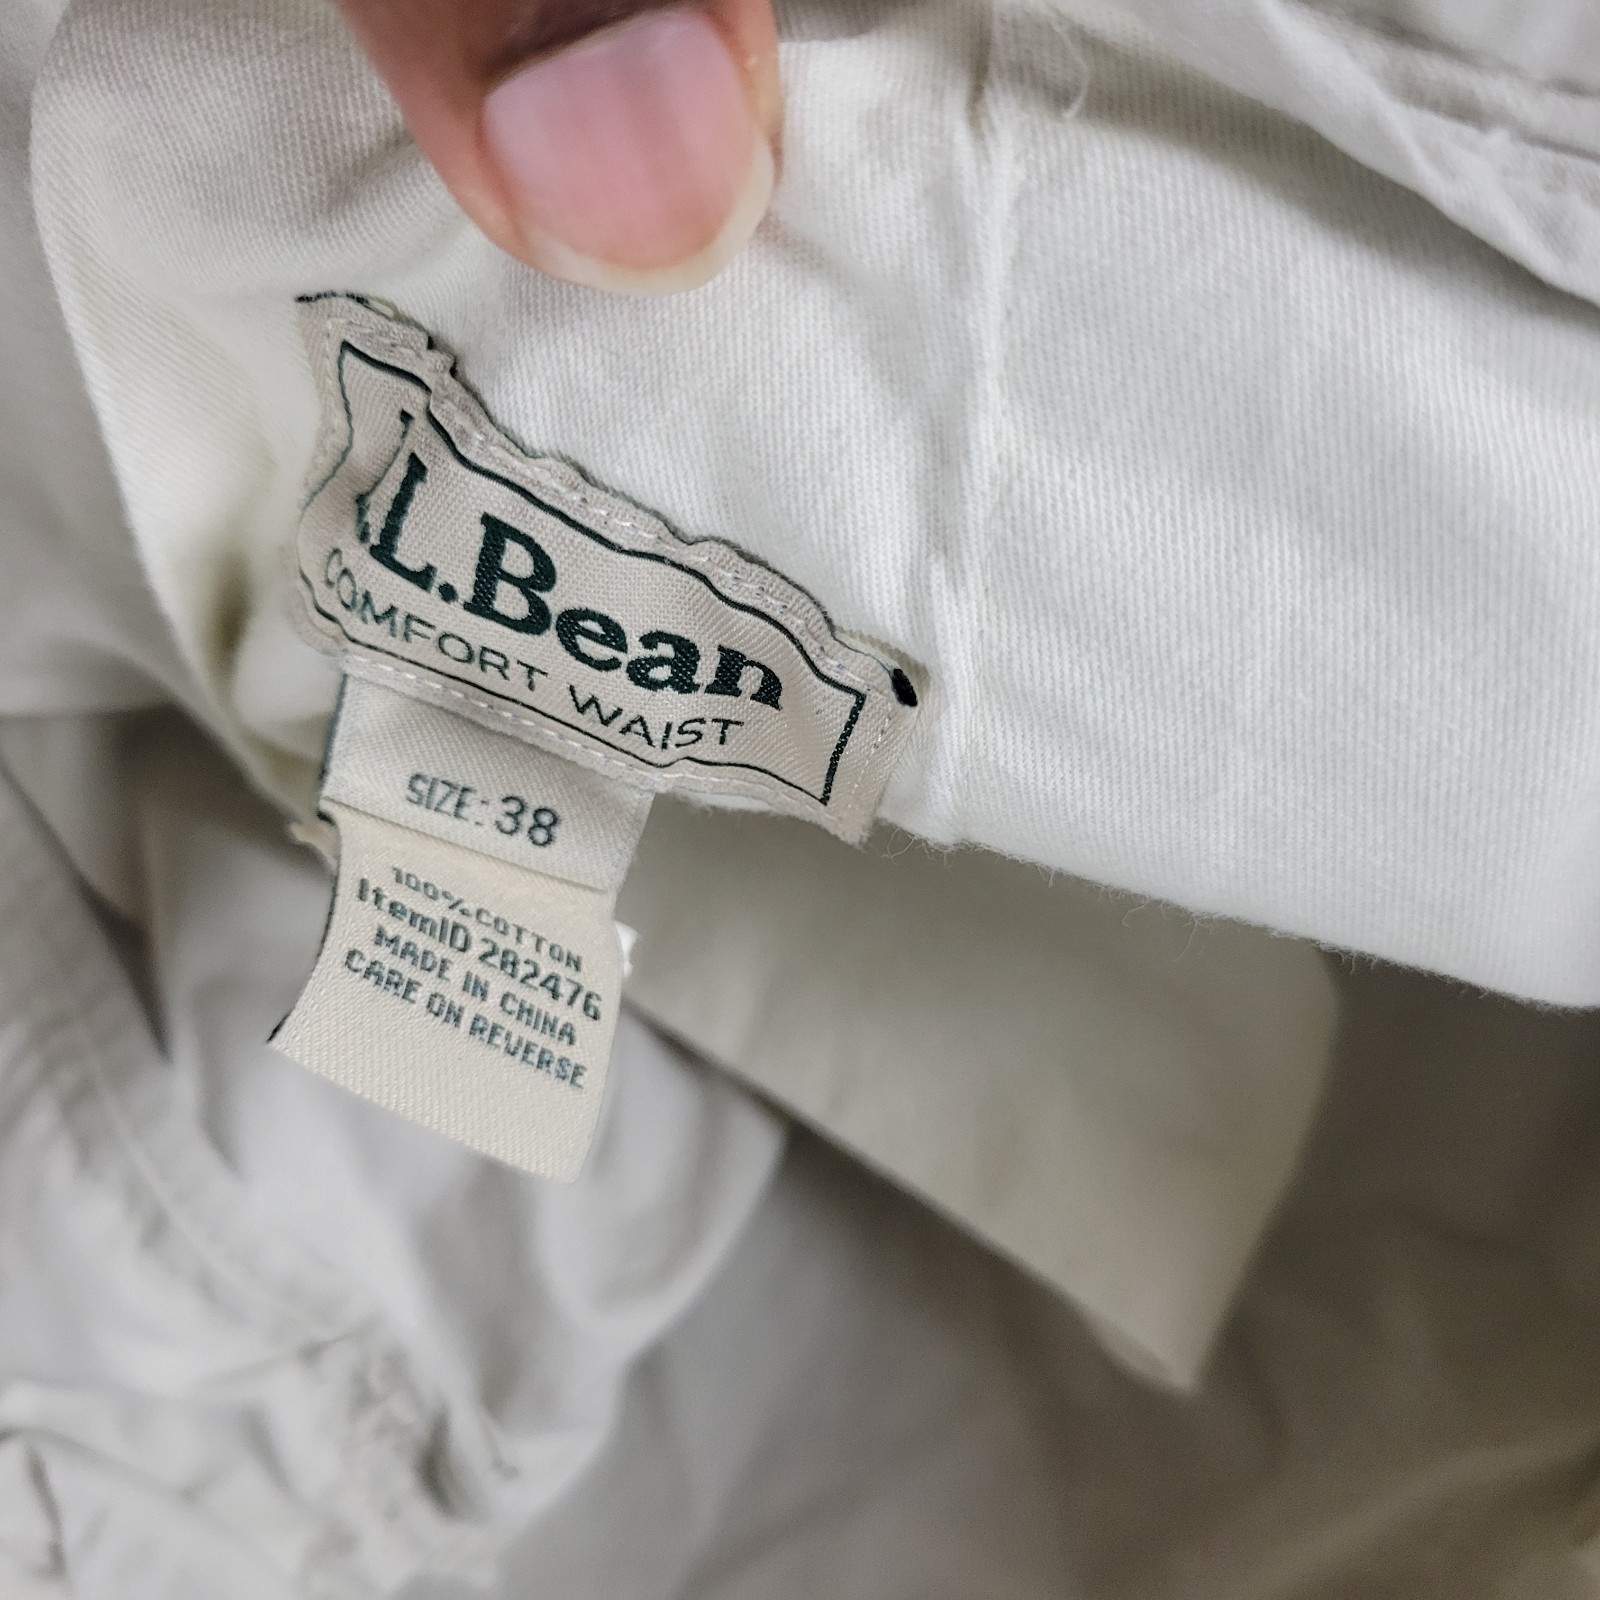 L.L.Bean
COMFORT WAIST
SIZE: 38
100% COTTON
ItemID 282476
MADE IN CHINA
CARE ON REVERSE